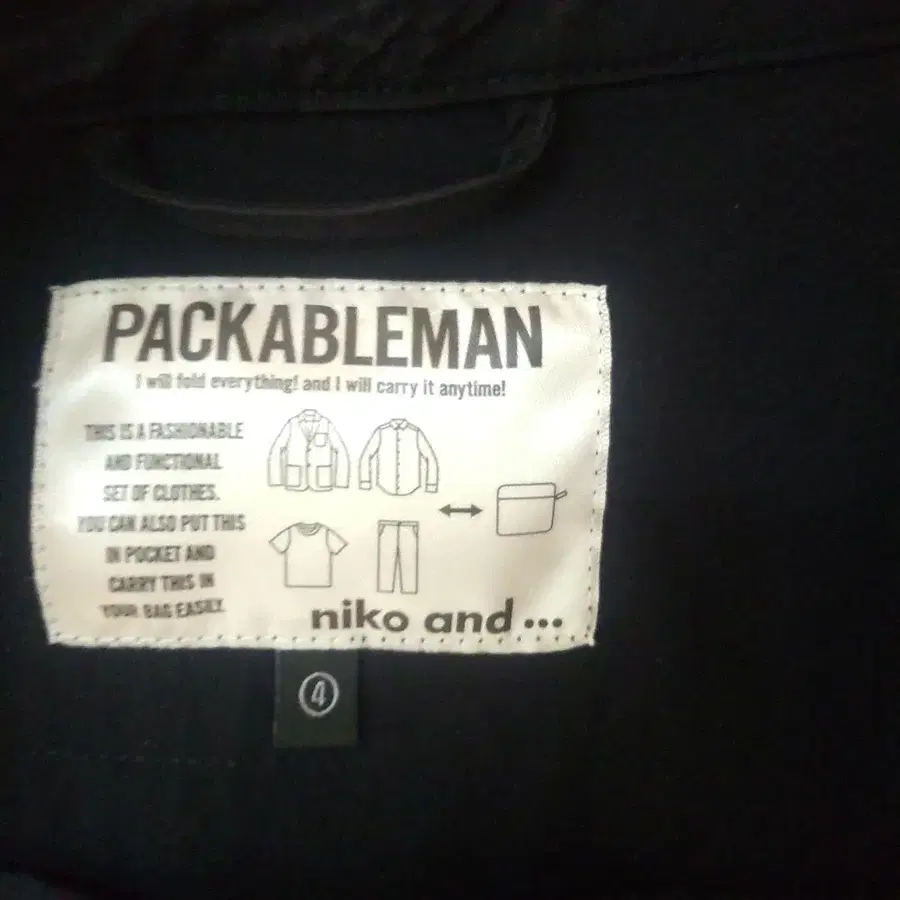 PACKABLEMAN
I will fold everything! and I will carry it anytime!
THIS IS A FASHIONABLE
AND FUNCTIONAL
SET OF CLOTHES.
YOU CAN ALSO PUT THIS
IN POCKET AND
CARRY THIS IN
YOUR BAG EASILY.
niko and ...
4